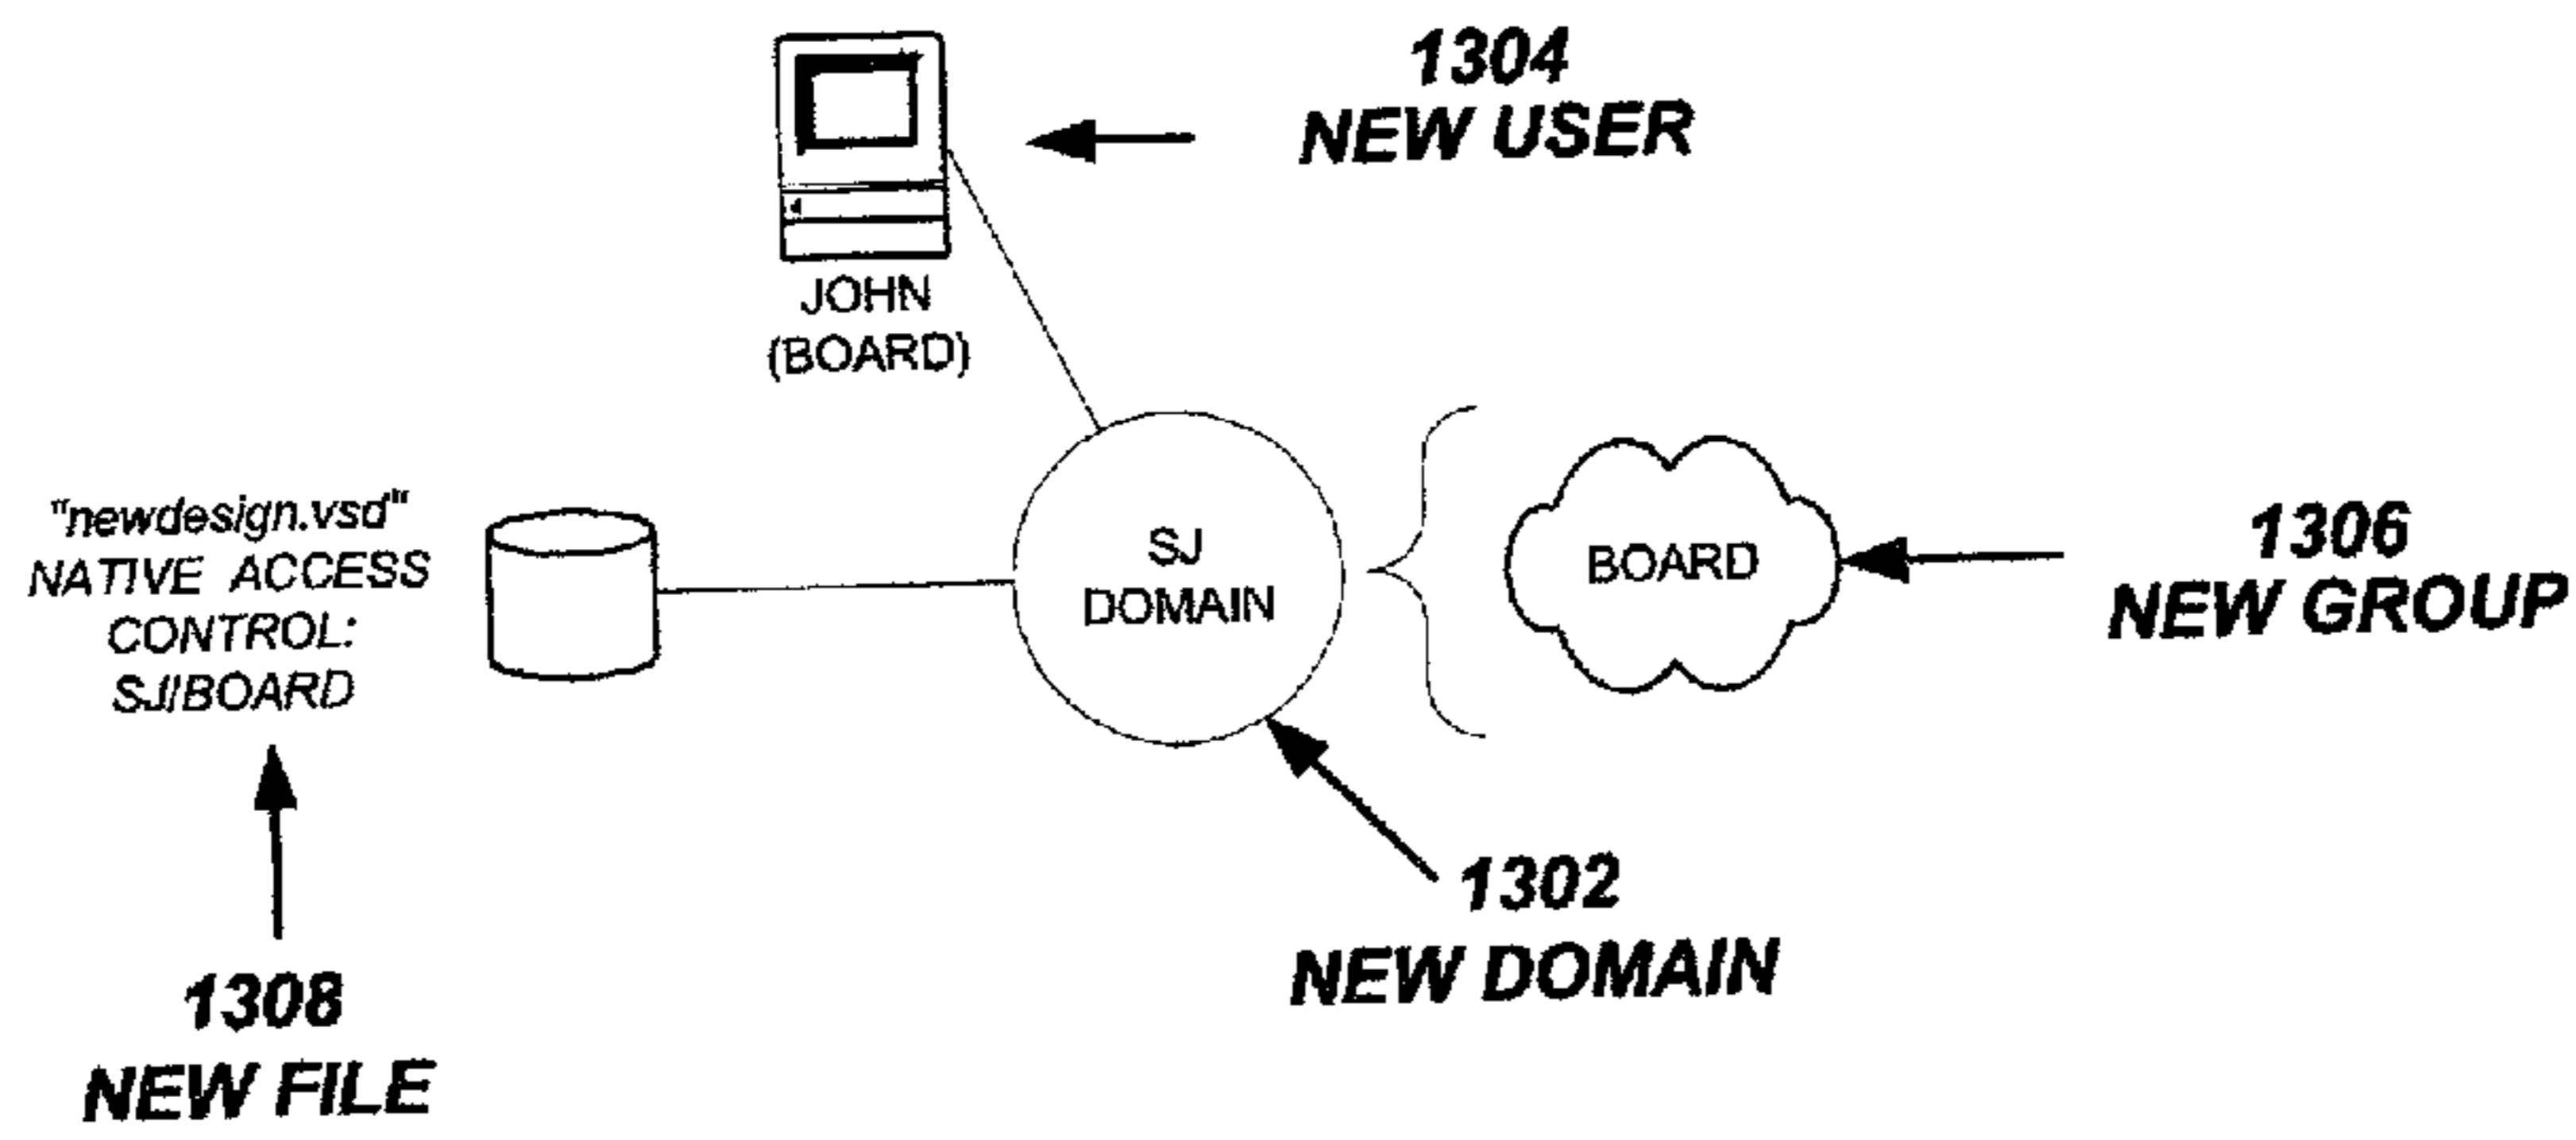 1304
NEW USER
JOHN
(BOARD)
"newdesign.vsd"
NATIVE ACCESS
CONTROL:
SJ/BOARD
SJ
DOMAIN
BOARD
1306
NEW GROUP
1302
NEW DOMAIN
1308
NEW FILE